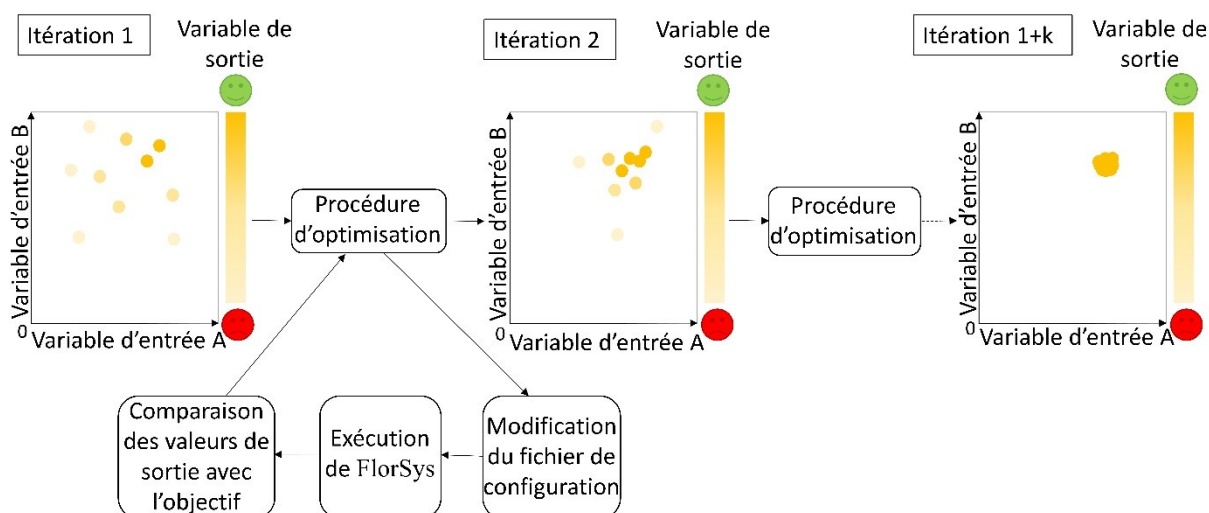 Itération 1
Variable de
sortie
Variable d'entrée B
0
Variable d'entrée A
Procédure
d'optimisation
Itération 2
Variable de
sortie
Variable d'entrée B
0
Variable d'entrée A
Procédure
d'optimisation
Itération 1+k
Variable de
sortie
Variable d'entrée B
0
Variable d'entrée A
Comparaison
des valeurs de
sortie avec
l'objectif
Exécution
de FlorSys
Modification
du fichier de
configuration